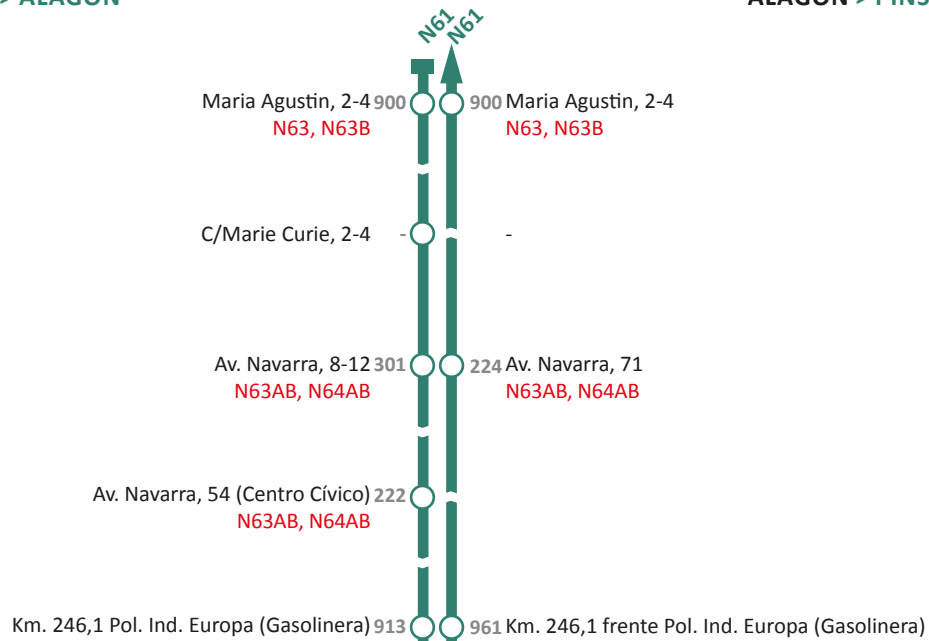 > ALAGÓN
ALAGÓN > PINS
N61
N61
Maria Agustin, 2-4 900
N63, N63B
900 Maria Agustin, 2-4
N63, N63B
C/Marie Curie, 2-4 -
-
Av. Navarra, 8-12 301
N63AB, N64AB
224 Av. Navarra, 71
N63AB, N64AB
Av. Navarra, 54 (Centro Cívico) 222
N63AB, N64AB
Km. 246,1 Pol. Ind. Europa (Gasolinera) 913
961 Km. 246,1 frente Pol. Ind. Europa (Gasolinera)